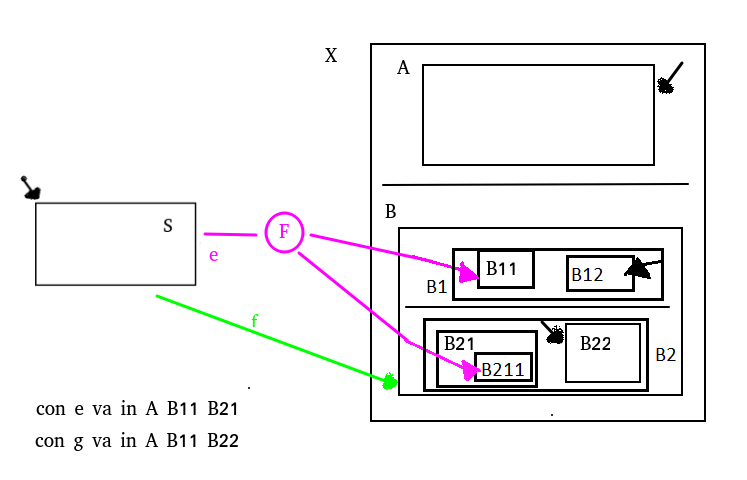 X
A
S
F
e
B
B11
B12
B1
f
B21
B22
B211
B2
con e va in A B11 B21
con g va in A B11 B22